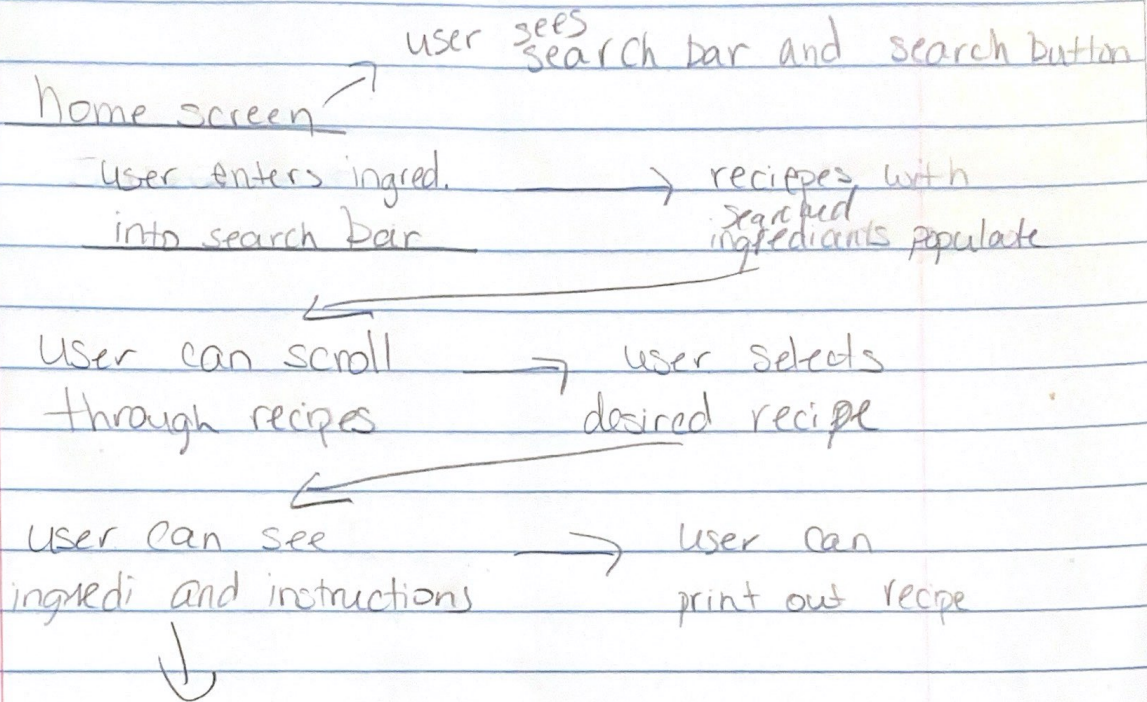 user sees search bar and search button
home screen
user enters ingred. → reciepes with
into search bar searched
ingrediants populate
user can scroll → user selects
through recipes desired recipe
user can see → user can
ingredi and instructions print out recipe